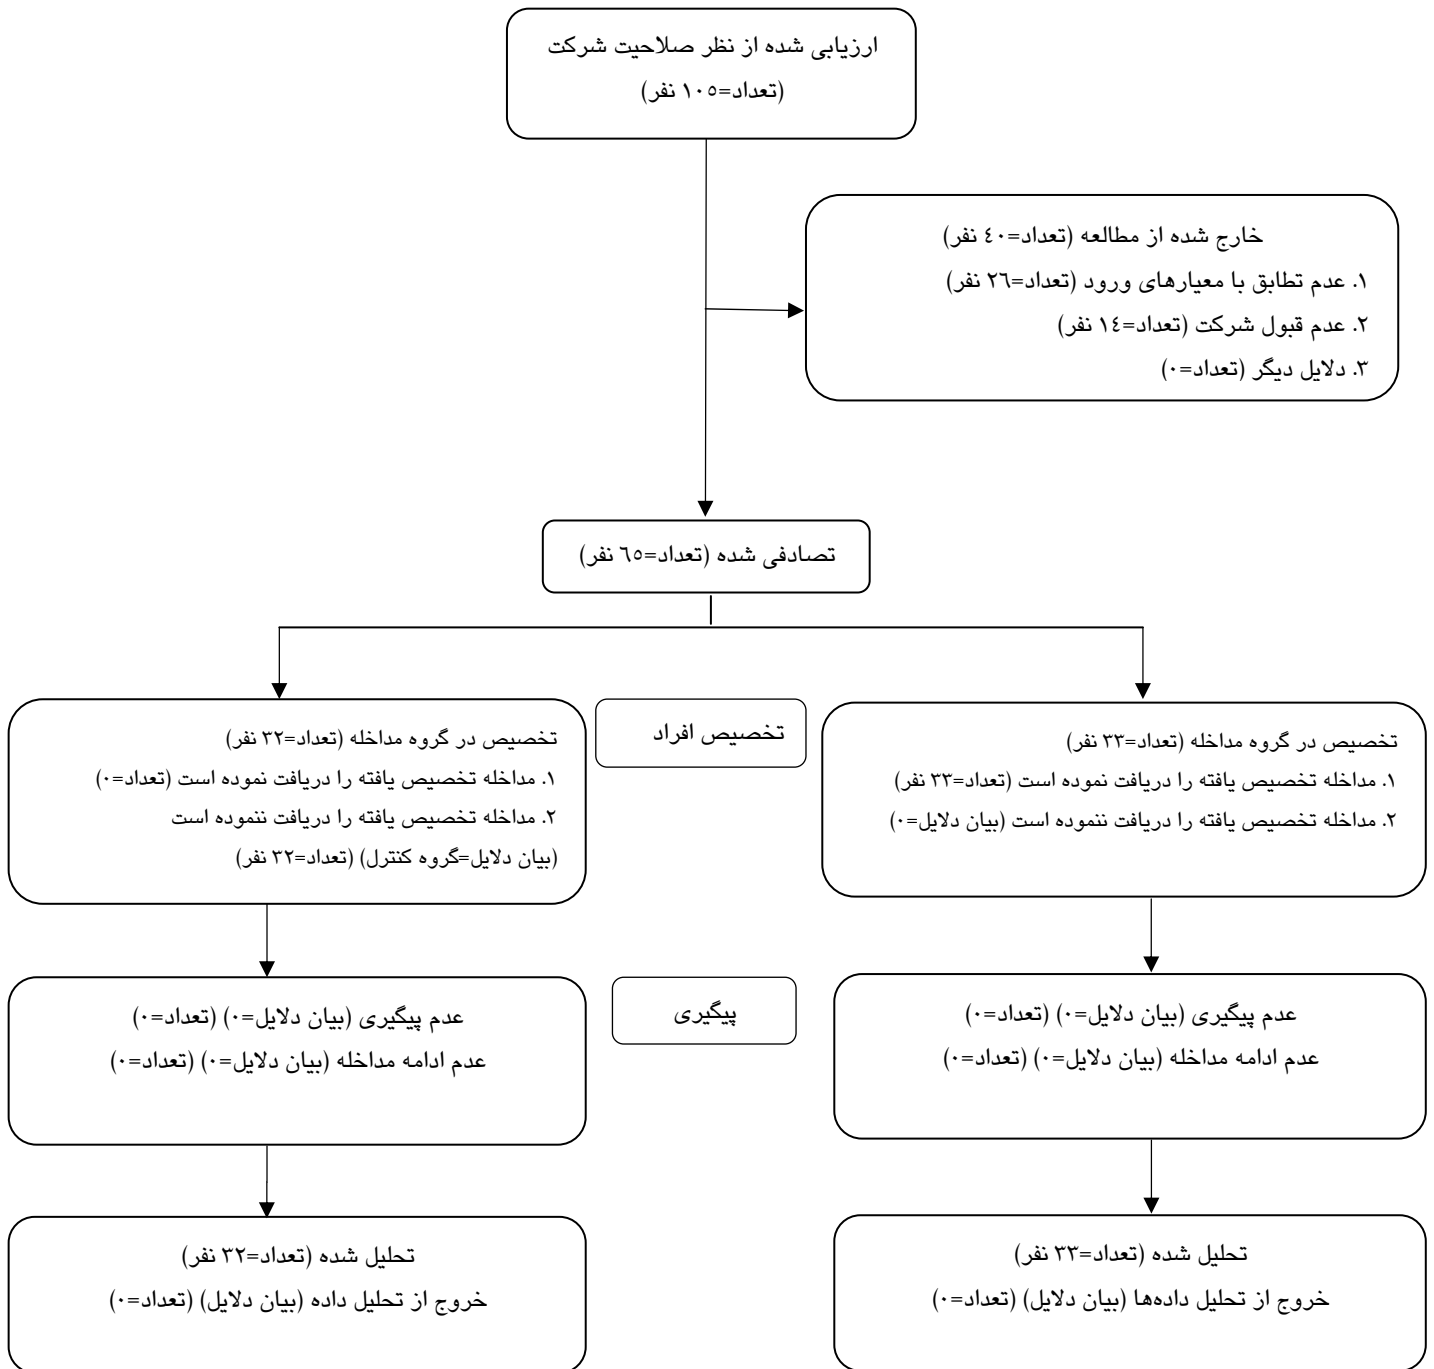 ارزیابی شده از نظر صلاحیت شرکت
(تعداد=۱۰۵ نفر)
خارج شده از مطالعه (تعداد=٤۰ نفر)
۱. عدم تطابق با معیارهای ورود (تعداد=۲٦ نفر)
۲. عدم قبول شرکت (تعداد=۱٤ نفر)
۳. دلایل دیگر (تعداد=۰)
تصادفی شده (تعداد=٦۵ نفر)
تخصیص در گروه مداخله (تعداد=۳۳ نفر)
۱. مداخله تخصیص یافته را دریافت نموده است (تعداد=۳۳ نفر)
۲. مداخله تخصیص یافته را دریافت ننموده است (بیان دلایل=۰)
تخصیص افراد
تخصیص در گروه مداخله (تعداد=۳۲ نفر)
۱. مداخله تخصیص یافته را دریافت نموده است (تعداد=۰)
۲. مداخله تخصیص یافته را دریافت ننموده است
(بیان دلایل=گروه کنترل) (تعداد=۳۲ نفر)
عدم پیگیری (بیان دلایل=۰) (تعداد=۰)
عدم ادامه مداخله (بیان دلایل=۰) (تعداد=۰)
پیگیری
عدم پیگیری (بیان دلایل=۰) (تعداد=۰)
عدم ادامه مداخله (بیان دلایل=۰) (تعداد=۰)
تحلیل شده (تعداد=۳۳ نفر)
خروج از تحلیل داده‌ها (بیان دلایل) (تعداد=۰)
تحلیل شده (تعداد=۳۲ نفر)
خروج از تحلیل داده (بیان دلایل) (تعداد=۰)